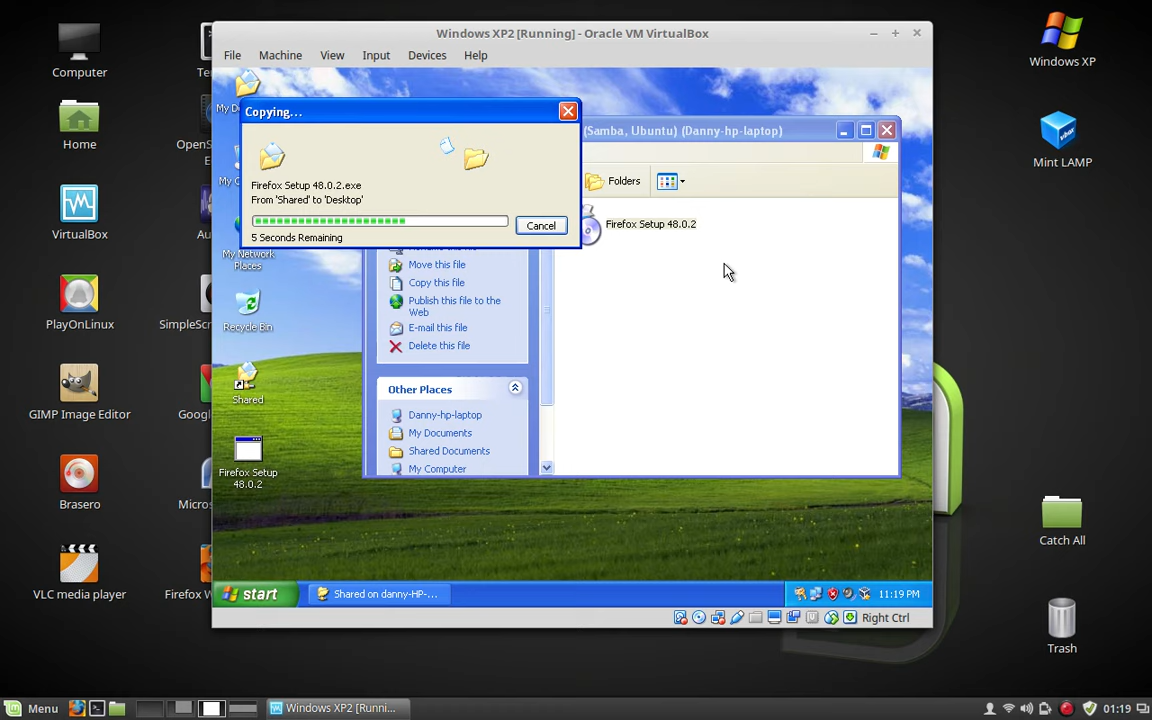 Windows XP2 [Running] - Oracle VM VirtualBox
File Machine View Input Devices Help
Computer
Home
VirtualBox
PlayOnLinux
GIMP Image Editor
Brasero
VLC media player
Copying...
Firefox Setup 48.0.2.exe
From 'Shared' to 'Desktop'
5 Seconds Remaining
Cancel
(Samba, Ubuntu) (Danny-hp-laptop)
Folders
Firefox Setup 48.0.2
My Network
Places
Recycle Bin
Shared
Firefox Setup
48.0.2
Move this file
Copy this file
Publish this file to the
Web
E-mail this file
Delete this file
Other Places
Danny-hp-laptop
My Documents
Shared Documents
My Computer
start
Shared on danny-HP-...
11:19 PM
Right Ctrl
Windows XP
Mint LAMP
Catch All
Trash
Menu
Windows XP2 [Runni...
01:19